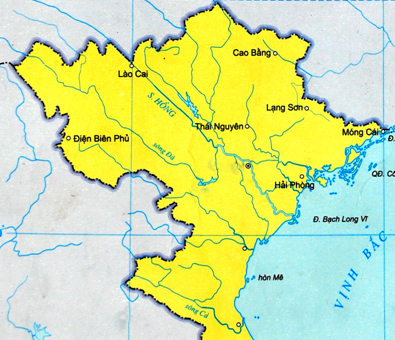 Cao Bằng
Lào Cai
S. HỒNG
Lạng Sơn
Thái Nguyên
Móng Cái
Đ.
Điện Biên Phủ
sông Đà
QĐ. Cô
Hải Phòng
Đ. Bạch Long Vĩ
VỊNH BẮC
hòn Mê
sông Cả